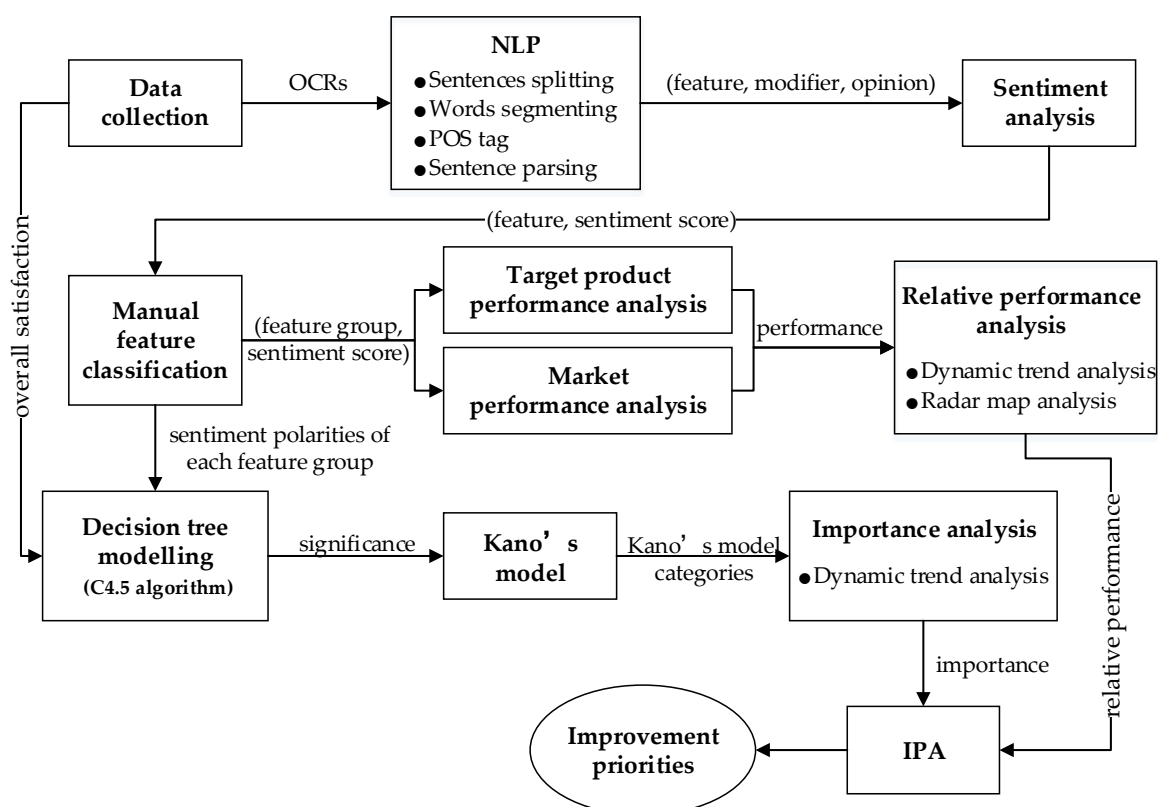 NLP
● Sentences splitting
● Words segmenting
● POS tag
● Sentence parsing
Data
collection
OCRs
(feature, modifier, opinion)
Sentiment
analysis
overall satisfaction
(feature, sentiment score)
Manual
feature
classification
(feature group,
sentiment score)
Target product
performance analysis
Market
performance analysis
performance
Relative performance
analysis
● Dynamic trend analysis
● Radar map analysis
sentiment polarities of
each feature group
Decision tree
modelling
(C4.5 algorithm)
significance
Kano’s
model
Kano’s model
categories
Importance analysis
● Dynamic trend analysis
relative performance
importance
Improvement
priorities
IPA